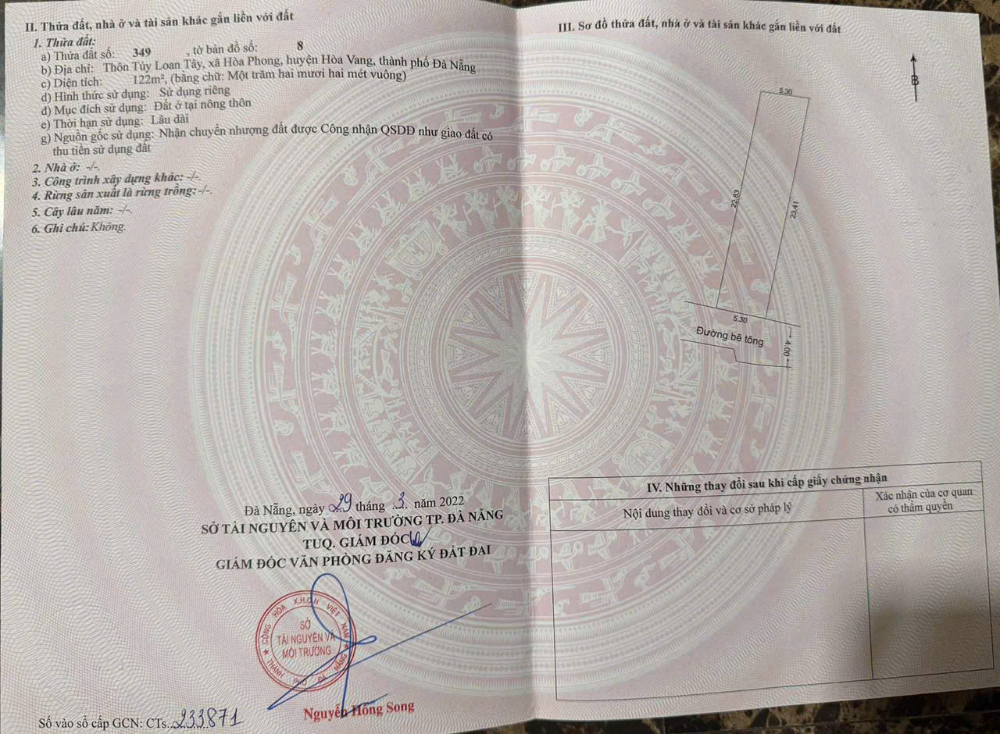 II. Thửa đất, nhà ở và tài sản khác gắn liền với đất
1. Thửa đất:
a) Thửa đất số: 349 , tờ bản đồ số: 8
b) Địa chỉ: Thôn Túy Loan Tây, xã Hòa Phong, huyện Hòa Vang, thành phố Đà Nẵng
c) Diện tích: 122m², (bằng chữ: Một trăm hai mươi hai mét vuông)
d) Hình thức sử dụng: Sử dụng riêng
đ) Mục đích sử dụng: Đất ở tại nông thôn
e) Thời hạn sử dụng: Lâu dài
g) Nguồn gốc sử dụng: Nhận chuyển nhượng đất được Công nhận QSDĐ như giao đất có
thu tiền sử dụng đất
2. Nhà ở: -/-.
3. Công trình xây dựng khác: -/-.
4. Rừng sản xuất là rừng trồng: -/-.
5. Cây lâu năm: -/-.
6. Ghi chú: Không.
Đà Nẵng, ngày 29 tháng 3. năm 2022
SỞ TÀI NGUYÊN VÀ MÔI TRƯỜNG TP. ĐÀ NẴNG
TUQ. GIÁM ĐỐC
GIÁM ĐỐC VĂN PHÒNG ĐĂNG KÝ ĐẤT ĐAI
CỘNG HÒA X.H.C.N VIỆT NAM
SỞ
TÀI NGUYÊN VÀ
MÔI TRƯỜNG
THÀNH PHỐ ĐÀ NẴNG
Nguyễn Hồng Song
Số vào sổ cấp GCN: CTs..233871
III. Sơ đồ thửa đất, nhà ở và tài sản khác gắn liền với đất
B
5.30
22.83
23.41
5.30
Đường bê tông
4.00
IV. Những thay đổi sau khi cấp giấy chứng nhận
Nội dung thay đổi và cơ sở pháp lý
Xác nhận của cơ quan
có thẩm quyền